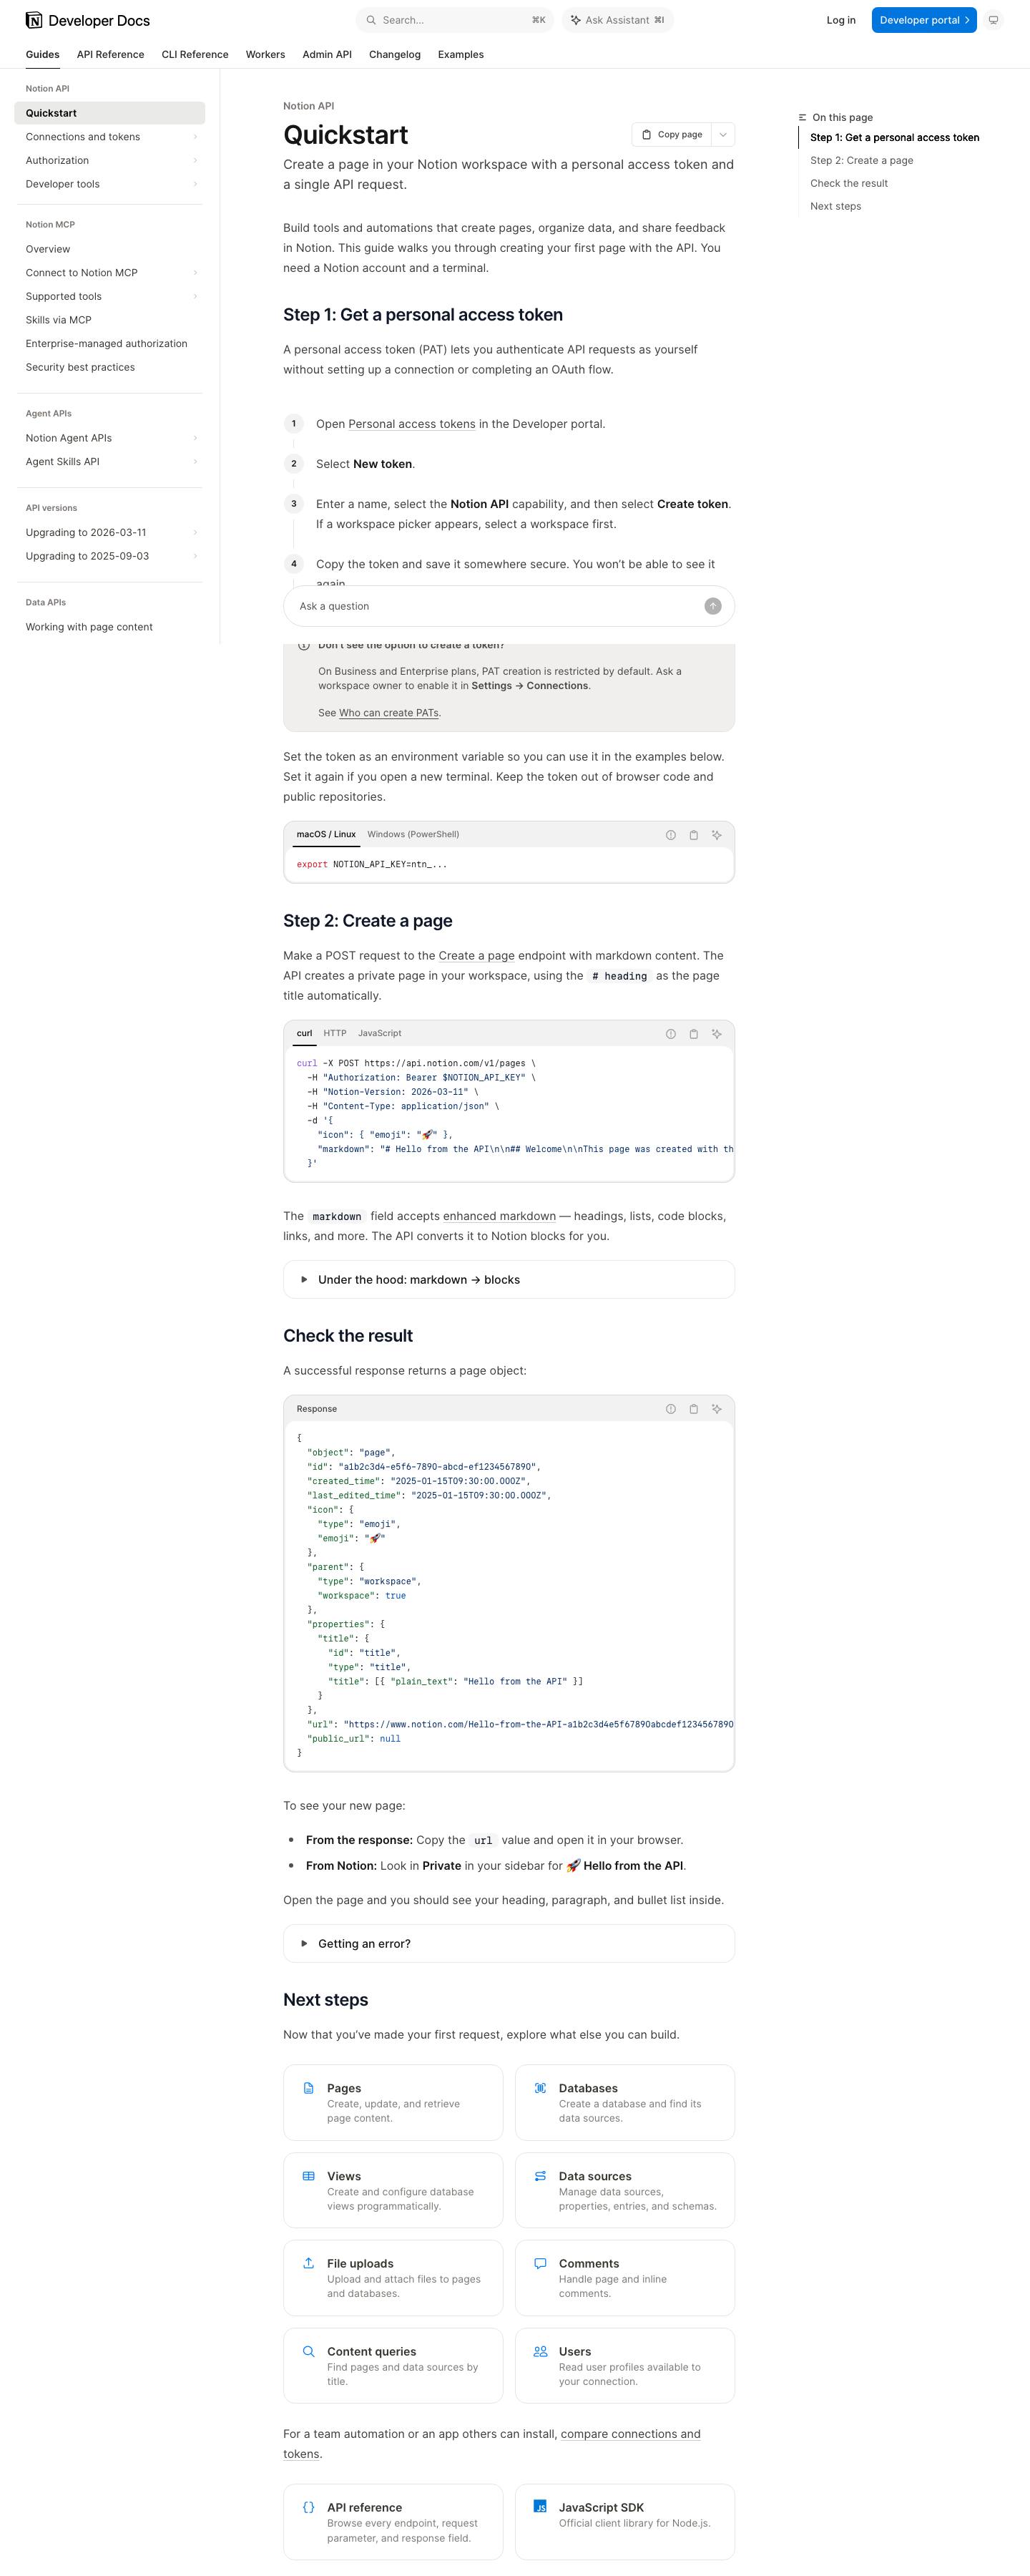 Developer Docs
Search...
⌘K
Ask Assistant ⌘I
Log in
Developer portal
Guides
API Reference
CLI Reference
Workers
Admin API
Changelog
Examples
Notion API
Quickstart
Connections and tokens
Authorization
Developer tools
Notion MCP
Overview
Connect to Notion MCP
Supported tools
Skills via MCP
Enterprise-managed authorization
Security best practices
Agent APIs
Notion Agent APIs
Agent Skills API
API versions
Upgrading to 2026-03-11
Upgrading to 2025-09-03
Data APIs
Working with page content
Notion API
Quickstart
Copy page
Create a page in your Notion workspace with a personal access token and
a single API request.
On this page
Step 1: Get a personal access token
Step 2: Create a page
Check the result
Next steps
Build tools and automations that create pages, organize data, and share feedback
in Notion. This guide walks you through creating your first page with the API. You
need a Notion account and a terminal.
Step 1: Get a personal access token
A personal access token (PAT) lets you authenticate API requests as yourself
without setting up a connection or completing an OAuth flow.
1
Open Personal access tokens in the Developer portal.
2
Select New token.
3
Enter a name, select the Notion API capability, and then select Create token.
If a workspace picker appears, select a workspace first.
4
Copy the token and save it somewhere secure. You won’t be able to see it
again.
Ask a question
Don’t see the option to create a token?
On Business and Enterprise plans, PAT creation is restricted by default. Ask a
workspace owner to enable it in Settings → Connections.
See Who can create PATs.
Set the token as an environment variable so you can use it in the examples below.
Set it again if you open a new terminal. Keep the token out of browser code and
public repositories.
macOS / Linux
Windows (PowerShell)
export NOTION_API_KEY=ntn_...
Step 2: Create a page
Make a POST request to the Create a page endpoint with markdown content. The
API creates a private page in your workspace, using the # heading as the page
title automatically.
curl
HTTP
JavaScript
curl -X POST https://api.notion.com/v1/pages \
-H "Authorization: Bearer $NOTION_API_KEY" \
-H "Notion-Version: 2026-03-11" \
-H "Content-Type: application/json" \
-d '{
"icon": { "emoji": "🚀" },
"markdown": "# Hello from the API\n\n## Welcome\n\nThis page was created with th
}'
The markdown field accepts enhanced markdown — headings, lists, code blocks,
links, and more. The API converts it to Notion blocks for you.
Under the hood: markdown → blocks
Check the result
A successful response returns a page object:
Response
{
"object": "page",
"id": "a1b2c3d4-e5f6-7890-abcd-ef1234567890",
"created_time": "2025-01-15T09:30:00.000Z",
"last_edited_time": "2025-01-15T09:30:00.000Z",
"icon": {
"type": "emoji",
"emoji": "🚀"
},
"parent": {
"type": "workspace",
"workspace": true
},
"properties": {
"title": {
"id": "title",
"type": "title",
"title": [{ "plain_text": "Hello from the API" }]
}
},
"url": "https://www.notion.com/Hello-from-the-API-a1b2c3d4e5f67890abcdef1234567890
"public_url": null
}
To see your new page:
From the response: Copy the url value and open it in your browser.
From Notion: Look in Private in your sidebar for 🚀 Hello from the API.
Open the page and you should see your heading, paragraph, and bullet list inside.
Getting an error?
Next steps
Now that you’ve made your first request, explore what else you can build.
Pages
Create, update, and retrieve
page content.
Databases
Create a database and find its
data sources.
Views
Create and configure database
views programmatically.
Data sources
Manage data sources,
properties, entries, and schemas.
File uploads
Upload and attach files to pages
and databases.
Comments
Handle page and inline
comments.
Content queries
Find pages and data sources by
title.
Users
Read user profiles available to
your connection.
For a team automation or an app others can install, compare connections and
tokens.
API reference
Browse every endpoint, request
parameter, and response field.
JS
JavaScript SDK
Official client library for Node.js.